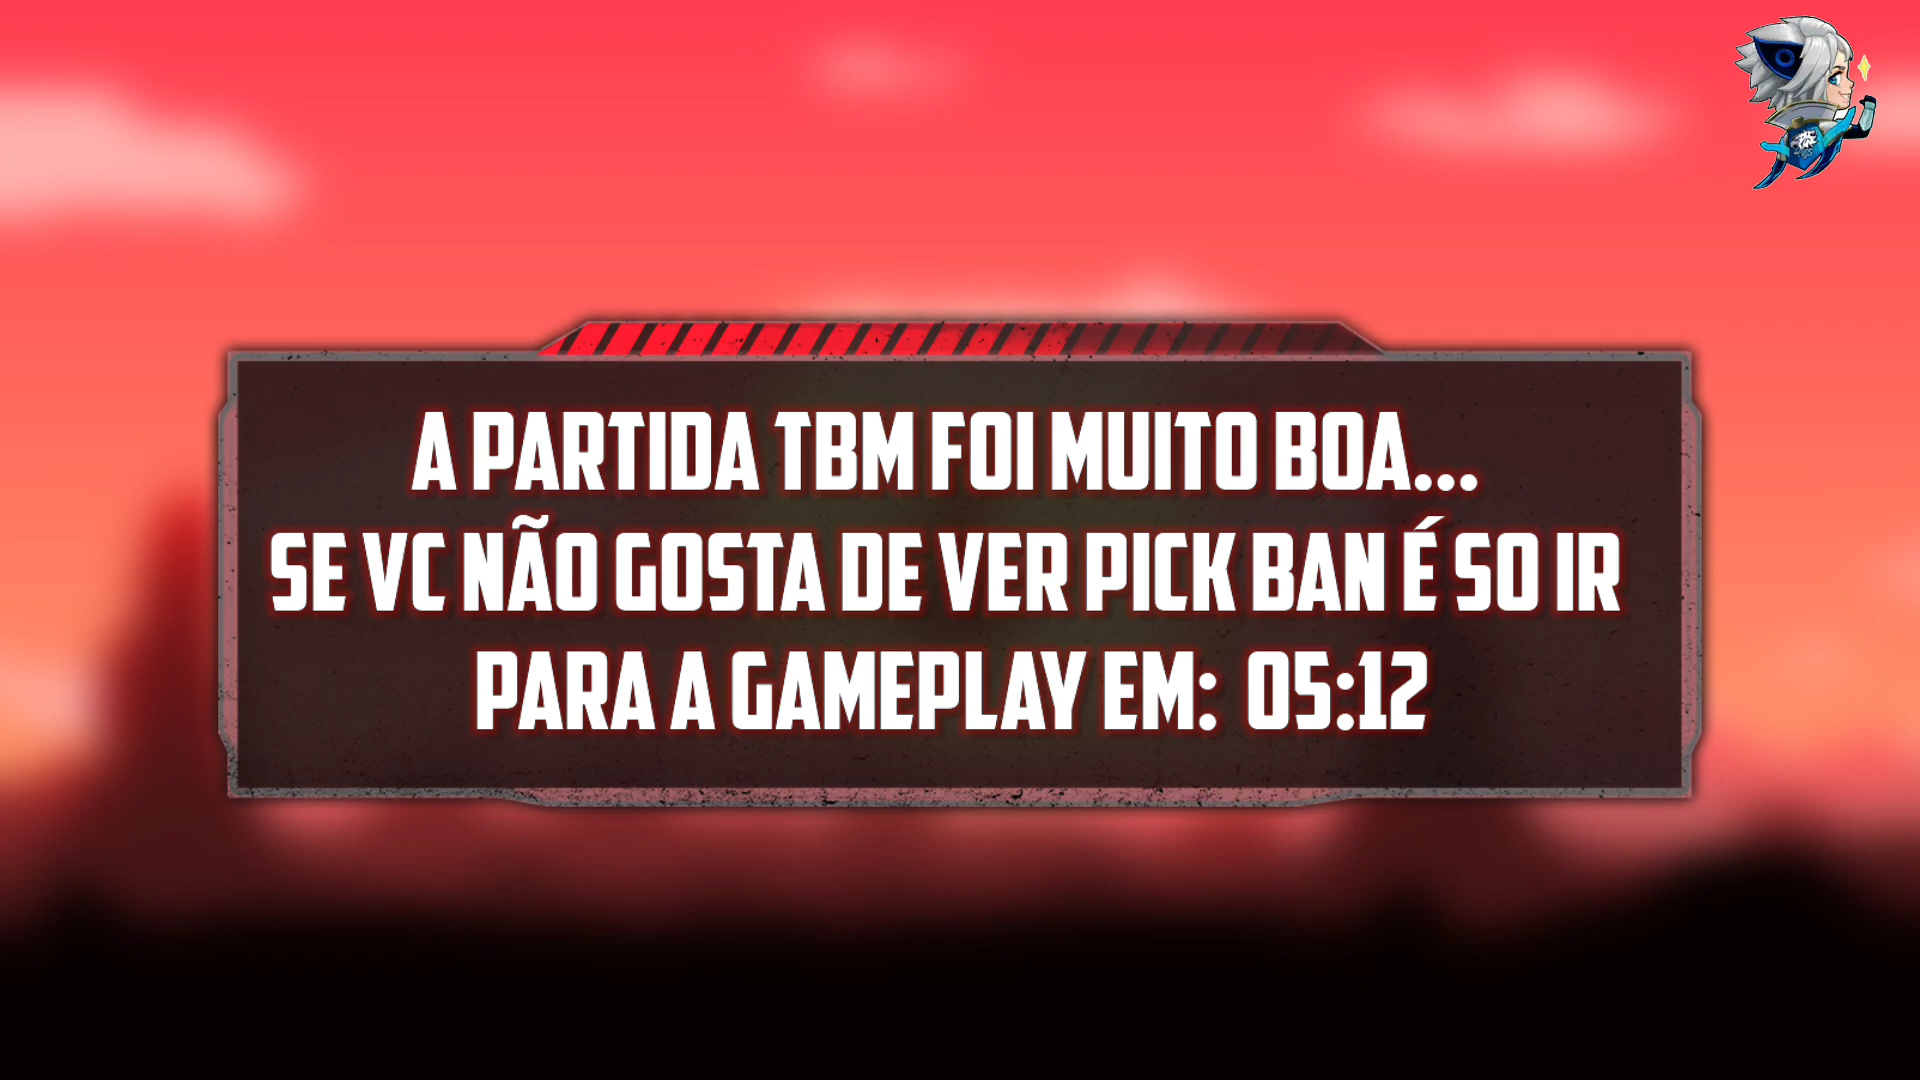 A PARTIDA TBM FOI MUITO BOA...
SE VC NÃO GOSTA DE VER PICK BAN É SO IR
PARA A GAMEPLAY EM: 05:12